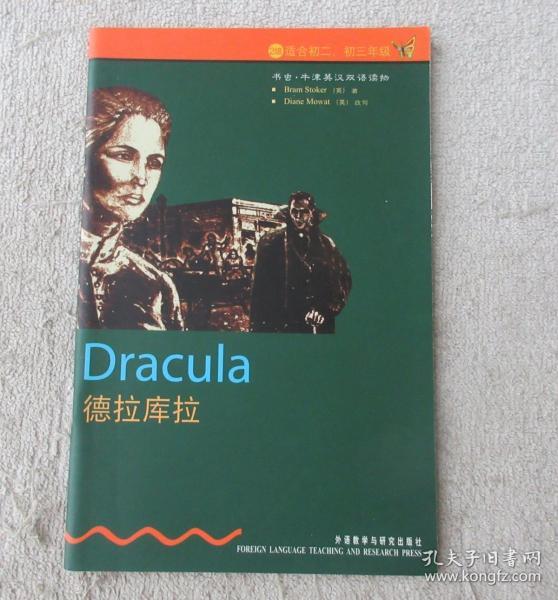 2级 适合初二、初三年级
书虫·牛津英汉双语读物
■ Bram Stoker (英) 著
■ Diane Mowat (英) 改写
Dracula
德拉库拉
外语教学与研究出版社
FOREIGN LANGUAGE TEACHING AND RESEARCH PRESS
孔夫子旧书网
www.kongfz.com